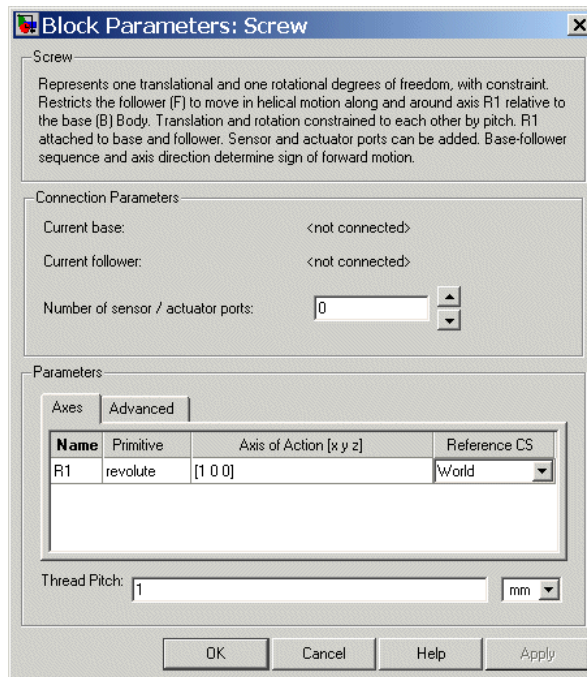 Block Parameters: Screw
Screw
Represents one translational and one rotational degrees of freedom, with constraint.
Restricts the follower (F) to move in helical motion along and around axis R1 relative to
the base (B) Body. Translation and rotation constrained to each other by pitch. R1
attached to base and follower. Sensor and actuator ports can be added. Base-follower
sequence and axis direction determine sign of forward motion.
Connection Parameters
Current base: <not connected>
Current follower: <not connected>
Number of sensor / actuator ports: 0
Parameters
Axes Advanced
Name Primitive Axis of Action [x y z] Reference CS
R1 revolute [1 0 0] World
Thread Pitch: 1 mm
OK Cancel Help Apply